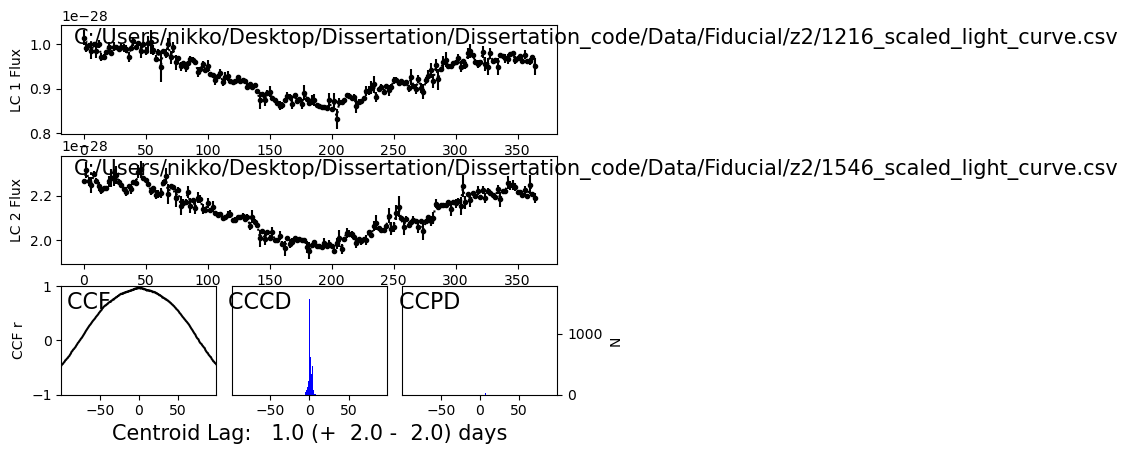 1e−28
C:/Users/nikko/Desktop/Dissertation/Dissertation_code/Data/Fiducial/z2/1216_scaled_light_curve.csv
1.0
0.9
0.8
LC 1 Flux
0 50 100 150 200 250 300 350
1e−28
C:/Users/nikko/Desktop/Dissertation/Dissertation_code/Data/Fiducial/z2/1546_scaled_light_curve.csv
2.2
2.0
LC 2 Flux
0 50 100 150 200 250 300 350
CCF CCCD CCPD
1
0
−1
CCF r
1000
0
N
−50 0 50 −50 0 50 −50 0 50
Centroid Lag: 1.0 (+ 2.0 - 2.0) days